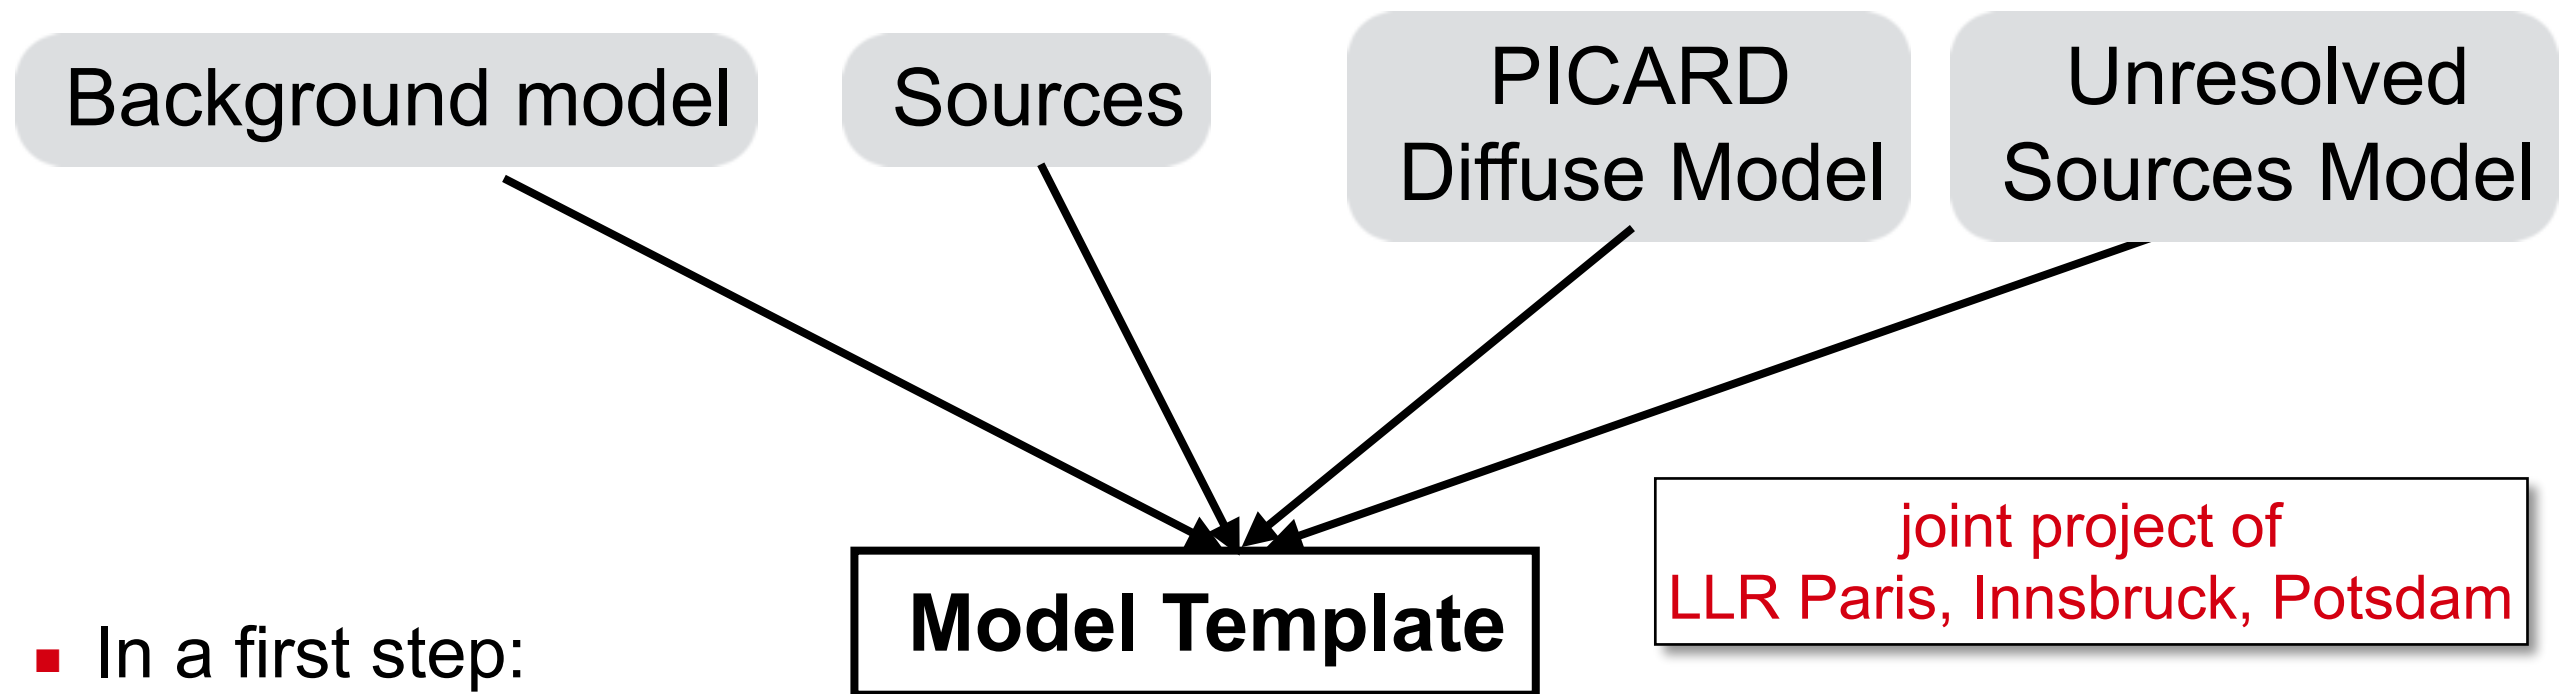 Background model
Sources
PICARD
Diffuse Model
Unresolved
Sources Model
joint project of
LLR Paris, Innsbruck, Potsdam
Model Template
▪ In a first step: